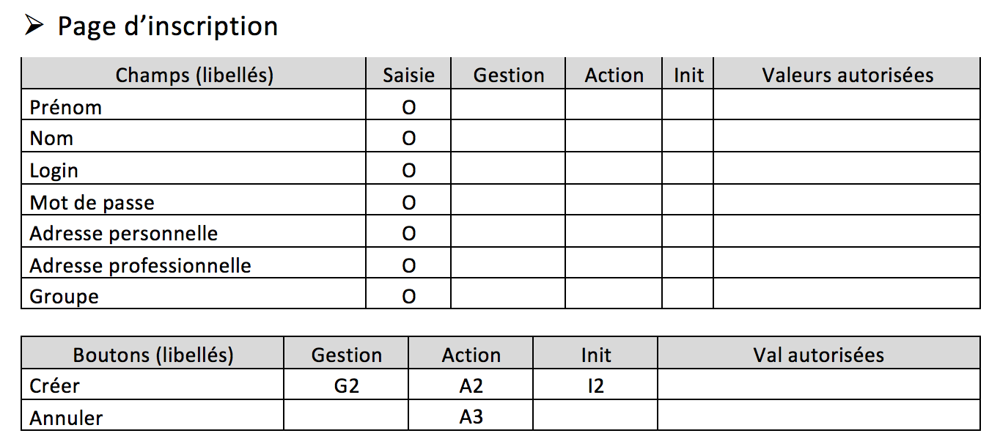 ➢ Page d’inscription
Champs (libellés) Saisie Gestion Action Init Valeurs autorisées
Prénom O
Nom O
Login O
Mot de passe O
Adresse personnelle O
Adresse professionnelle O
Groupe O
Boutons (libellés) Gestion Action Init Val autorisées
Créer G2 A2 I2
Annuler A3